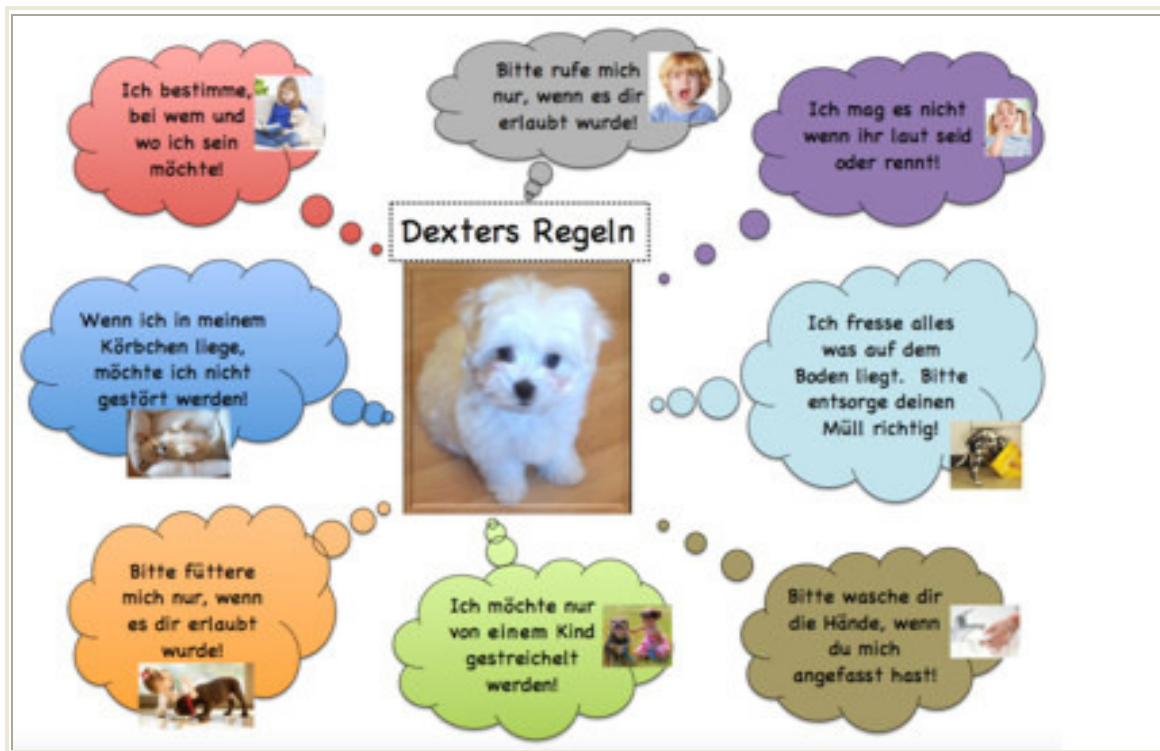 Ich bestimme,
bei wem und
wo ich sein
möchte!
Bitte rufe mich
nur, wenn es dir
erlaubt wurde!
Ich mag es nicht
wenn ihr laut seid
oder rennt!
Dexters Regeln
Wenn ich in meinem
Körbchen liege,
möchte ich nicht
gestört werden!
Ich fresse alles
was auf dem
Boden liegt. Bitte
entsorge deinen
Müll richtig!
Bitte füttere
mich nur, wenn
es dir erlaubt
wurde!
Ich möchte nur
von einem Kind
gestreichelt
werden!
Bitte wasche dir
die Hände, wenn
du mich
angefasst hast!